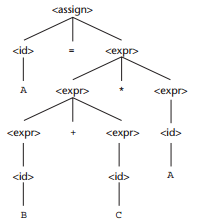 <assign>
<id> = <expr>
A <expr> * <expr>
<expr> + <expr> <id>
<id> <id> A
B C